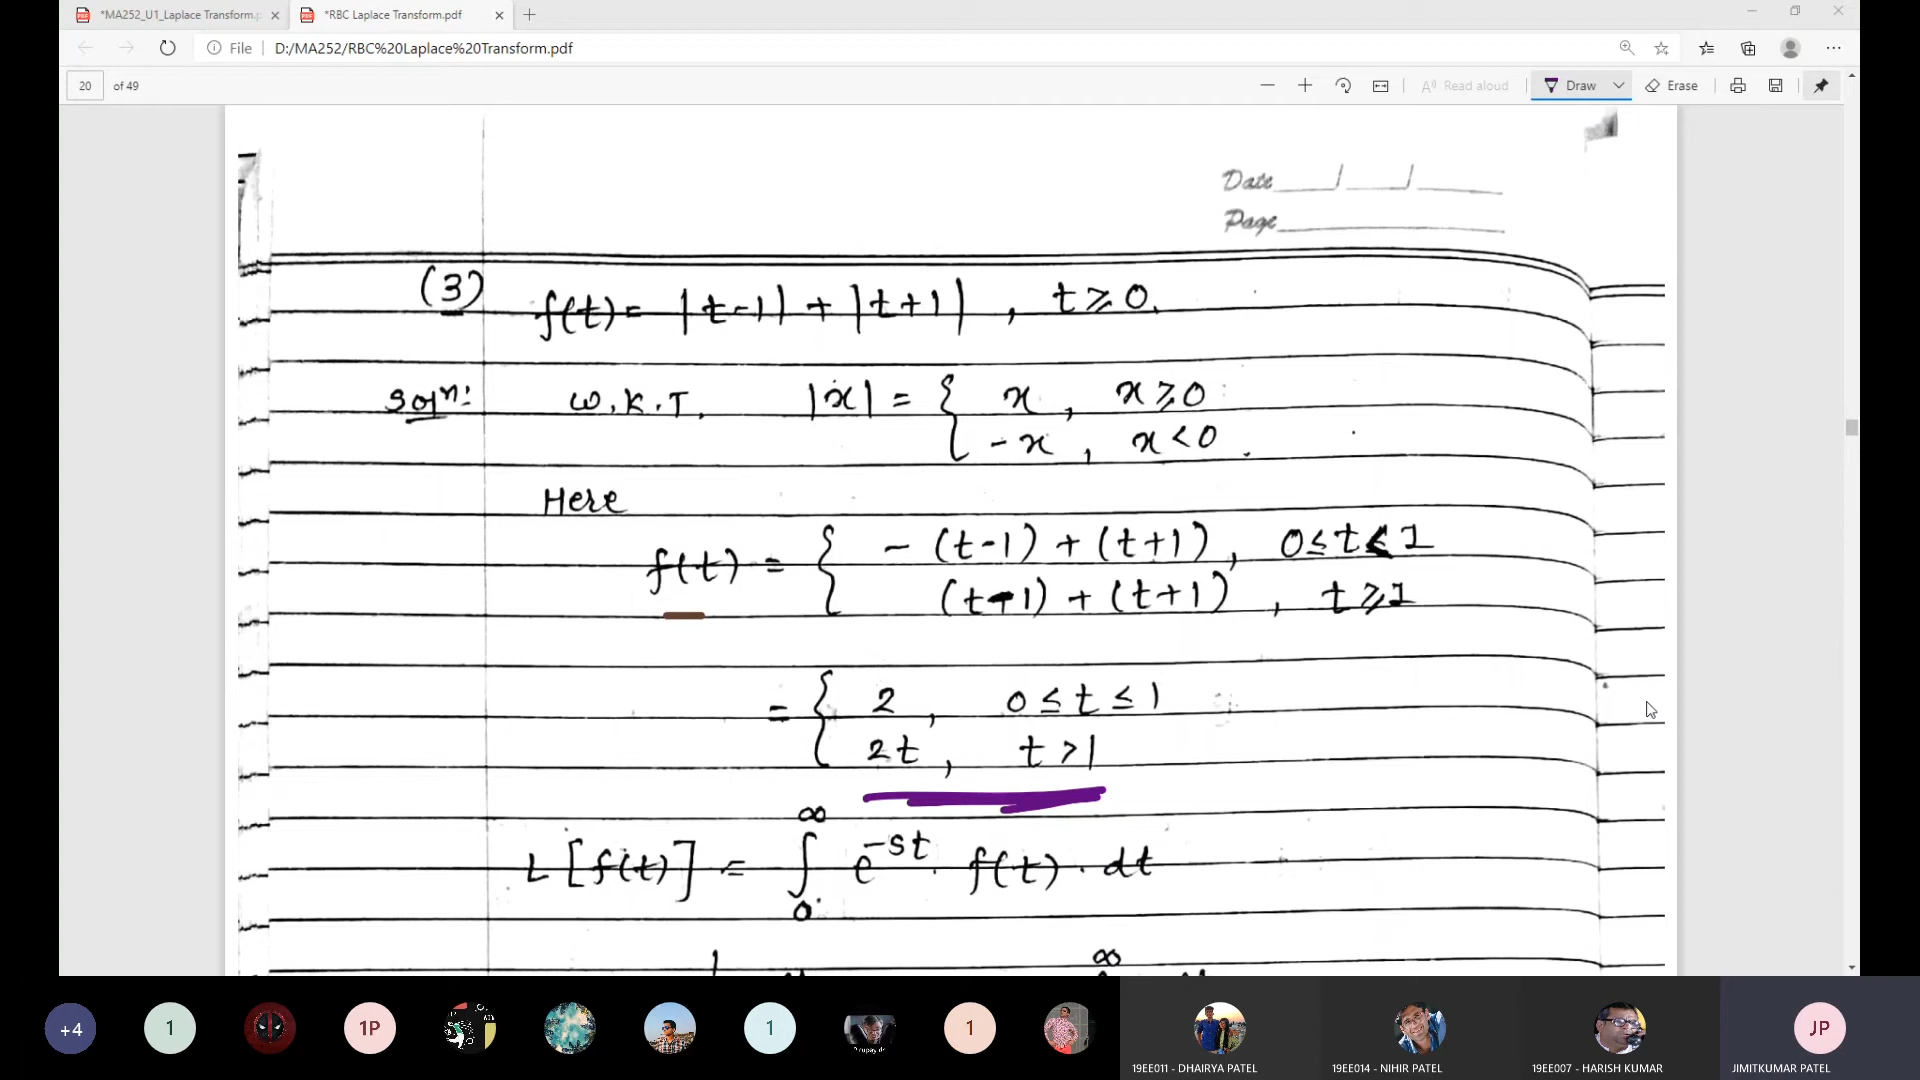 *MA252_U1_Laplace Transform.p
*RBC Laplace Transform.pdf
File D:/MA252/RBC%20Laplace%20Transform.pdf
20 of 49
Read aloud Draw Erase
Date
Page
(3) f(t) = |t-1| + |t+1| , t ≥ 0.
Soln: W.K.T. |x| = { x , x ≥ 0
-x , x < 0 .
Here
f(t) = { - (t-1) + (t+1) , 0 ≤ t < 1
(t-1) + (t+1) , t ≥ 1
= { 2 , 0 ≤ t ≤ 1
2t , t > 1
L [f(t)] = ∫ 0 ∞ e^-st . f(t) . dt
∞
+4
1
1P
1
1
JP
19EE011 - DHAIRYA PATEL
19EE014 - NIHIR PATEL
19EE007 - HARISH KUMAR
JIMITKUMAR PATEL